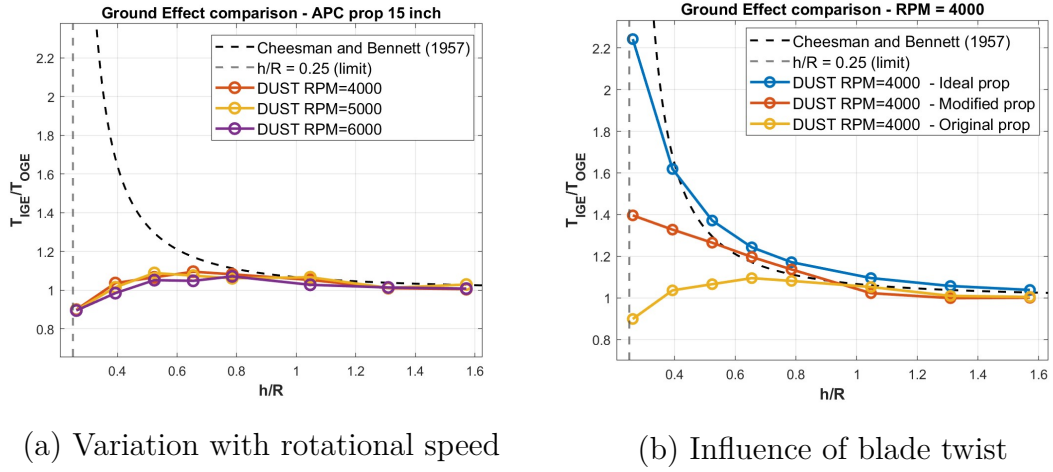 Ground Effect comparison - APC prop 15 inch
Cheesman and Bennett (1957)
h/R = 0.25 (limit)
DUST RPM=4000
DUST RPM=5000
DUST RPM=6000
2.2
2
1.8
1.6
1.4
1.2
1
0.8
T_IGE/T_OGE
0.4 0.6 0.8 1 1.2 1.4 1.6
h/R
(a) Variation with rotational speed
Ground Effect comparison - RPM = 4000
Cheesman and Bennett (1957)
h/R = 0.25 (limit)
DUST RPM=4000 - Ideal prop
DUST RPM=4000 - Modified prop
DUST RPM=4000 - Original prop
2.2
2
1.8
1.6
1.4
1.2
1
0.8
T_IGE/T_OGE
0.4 0.6 0.8 1 1.2 1.4 1.6
h/R
(b) Influence of blade twist